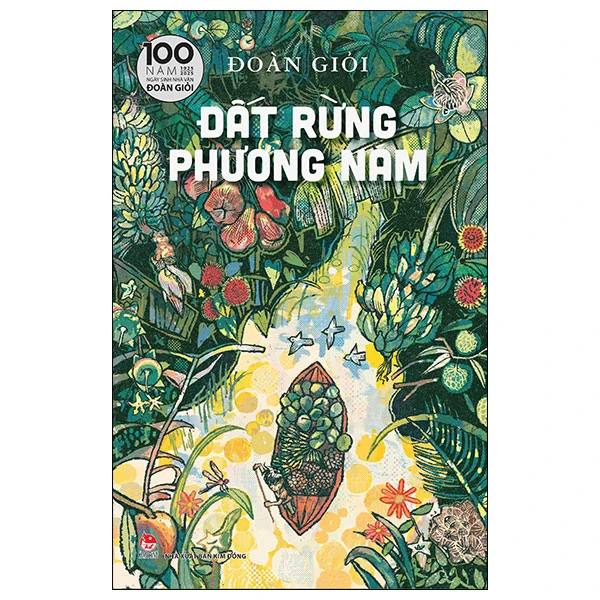 100
NĂM 1925 2025
NGÀY SINH NHÀ VĂN
ĐOÀN GIỎI
ĐOÀN GIỎI
ĐẤT RỪNG
PHƯƠNG NAM
NHÀ XUẤT BẢN KIM ĐỒNG